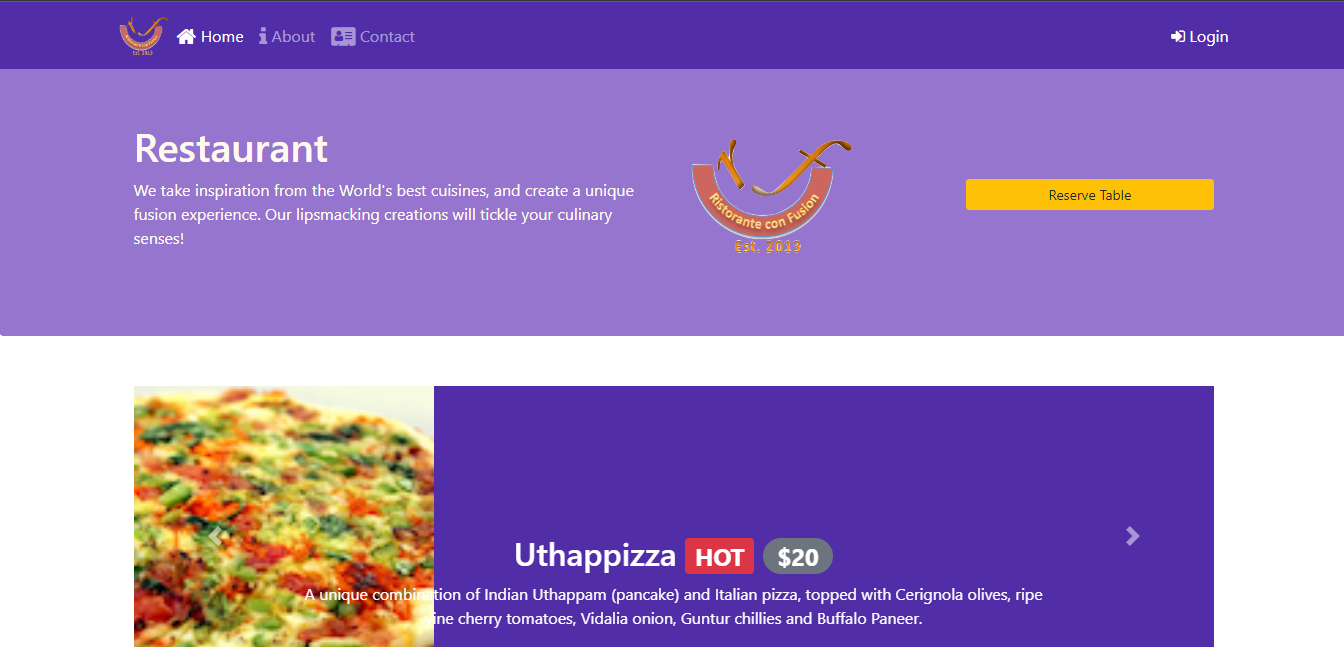 Home About Contact Login
Restaurant
We take inspiration from the World's best cuisines, and create a unique
fusion experience. Our lipsmacking creations will tickle your culinary
senses!
Ristorante con Fusion
Est. 2013
Reserve Table
Uthappizza HOT $20
A unique combination of Indian Uthappam (pancake) and Italian pizza, topped with Cerignola olives, ripe
vine cherry tomatoes, Vidalia onion, Guntur chillies and Buffalo Paneer.